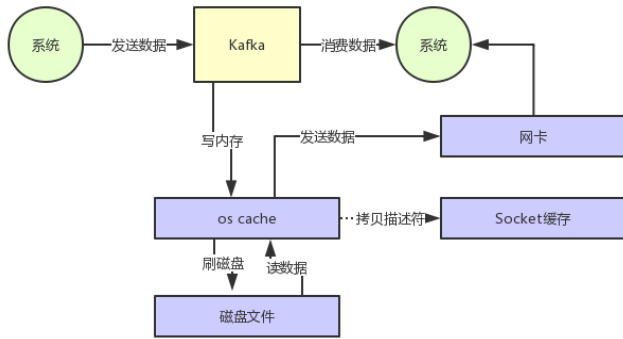 系统
发送数据
Kafka
消费数据
系统
写内存
发送数据
网卡
os cache
拷贝描述符
Socket缓存
刷磁盘
读数据
磁盘文件